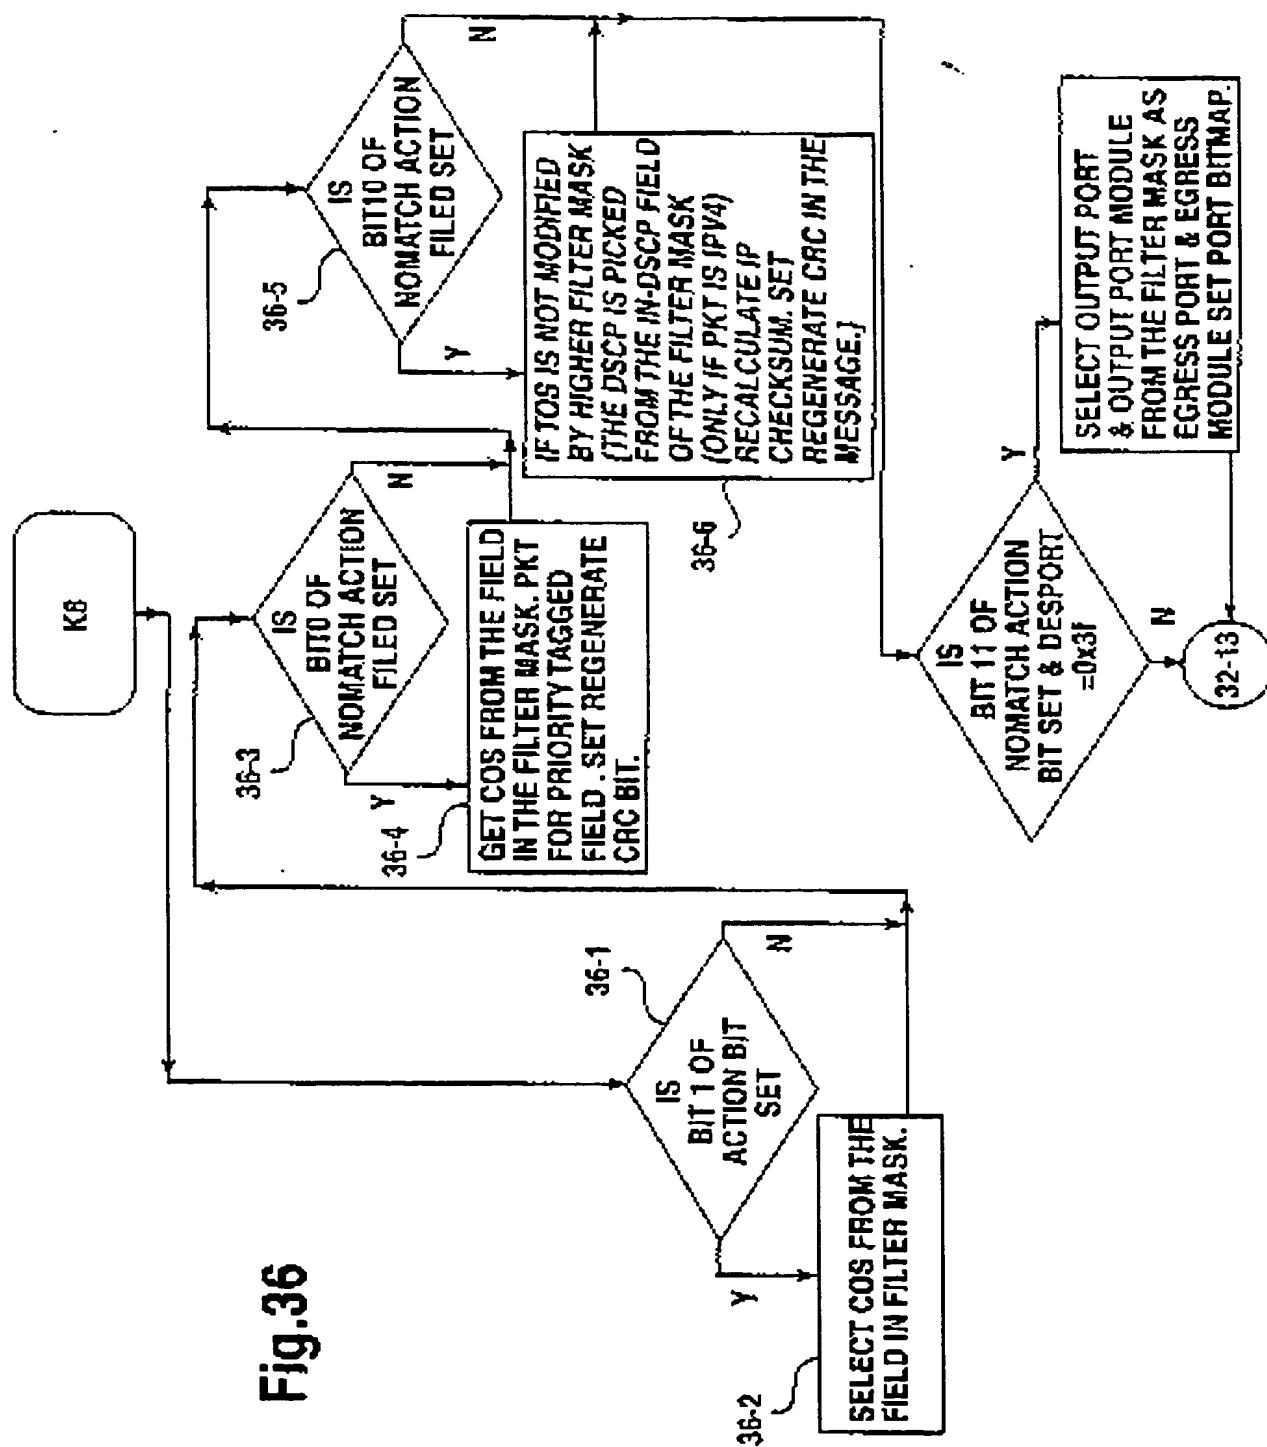 Fig.36
K8
36-1
IS
BIT 1 OF
ACTION BIT
SET
Y
N
36-2
SELECT COS FROM THE
FIELD IN FILTER MASK.
36-3
IS
BIT0 OF
NOMATCH ACTION
FILED SET
Y
N
36-4
GET COS FROM THE FIELD
IN THE FILTER MASK. PKT
FOR PRIORITY TAGGED
FIELD . SET REGENERATE
CRC BIT.
36-5
IS
BIT10 OF
NOMATCH ACTION
FILED SET
Y
N
36-6
IF TOS IS NOT MODIFIED
BY HIGHER FILTER MASK
{THE DSCP IS PICKED
FROM THE IN-DSCP FIELD
OF THE FILTER MASK
(ONLY IF PKT IS IPV4)
RECALCULATE IP
CHECKSUM. SET
REGENERATE CRC IN THE
MESSAGE.}
IS
BIT 11 OF
NOMATCH ACTION
BIT SET & DESPORT
=0x3f
Y
N
SELECT OUTPUT PORT
& OUTPUT PORT MODULE
FROM THE FILTER MASK AS
EGRESS PORT & EGRESS
MODULE SET PORT BITMAP.
32-13